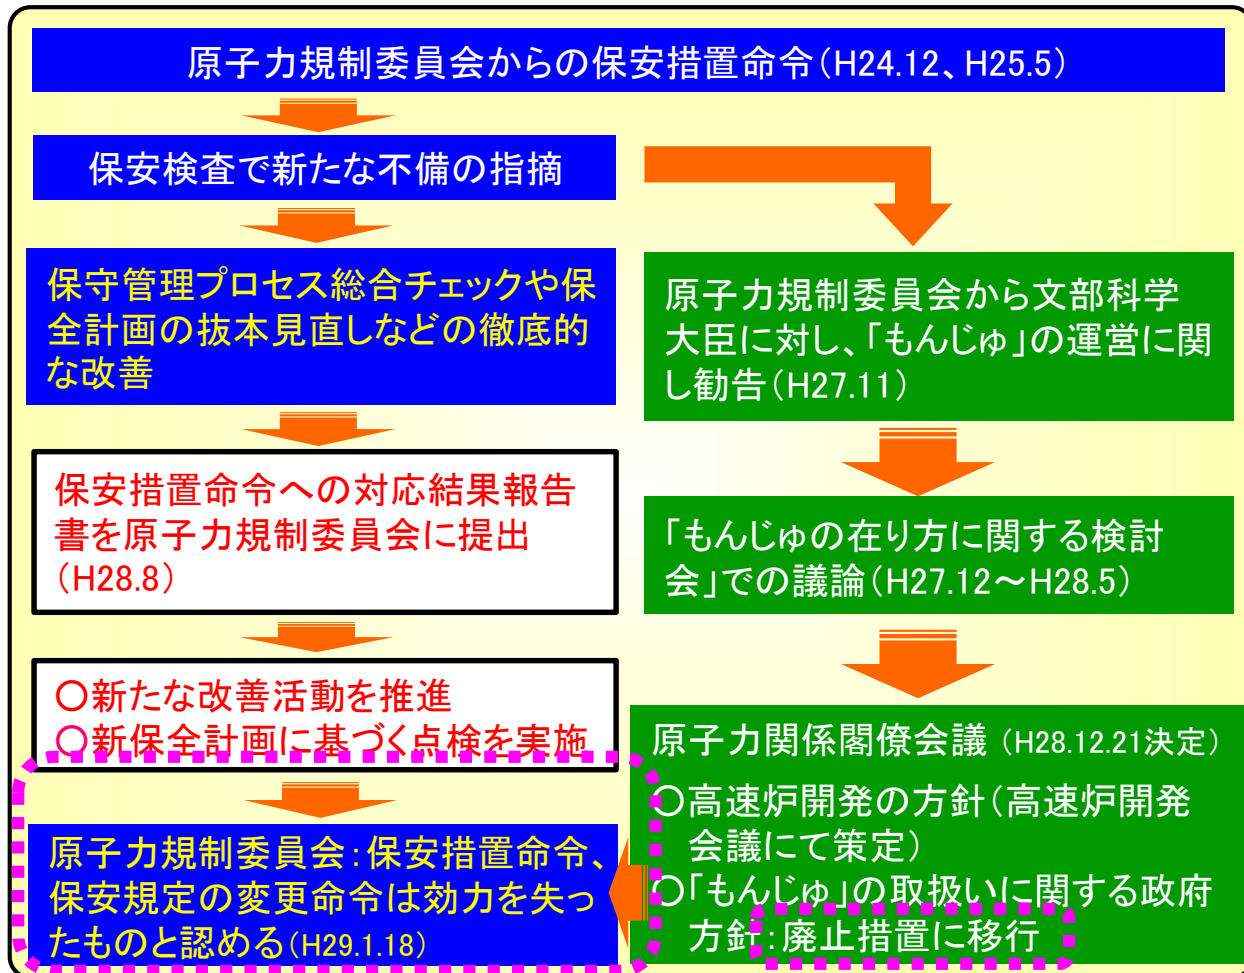 原子力規制委員会からの保安措置命令(H24.12、H25.5)
保安検査で新たな不備の指摘
保守管理プロセス総合チェックや保
全計画の抜本見直しなどの徹底的
な改善
保安措置命令への対応結果報告
書を原子力規制委員会に提出
(H28.8)
○新たな改善活動を推進
○新保全計画に基づく点検を実施
原子力規制委員会:保安措置命令、
保安規定の変更命令は効力を失っ
たものと認める(H29.1.18)
原子力規制委員会から文部科学
大臣に対し、「もんじゅ」の運営に関
し勧告(H27.11)
「もんじゅの在り方に関する検討
会」での議論(H27.12~H28.5)
原子力関係閣僚会議 (H28.12.21決定)
○高速炉開発の方針(高速炉開発
会議にて策定)
○「もんじゅ」の取扱いに関する政府
方針:廃止措置に移行